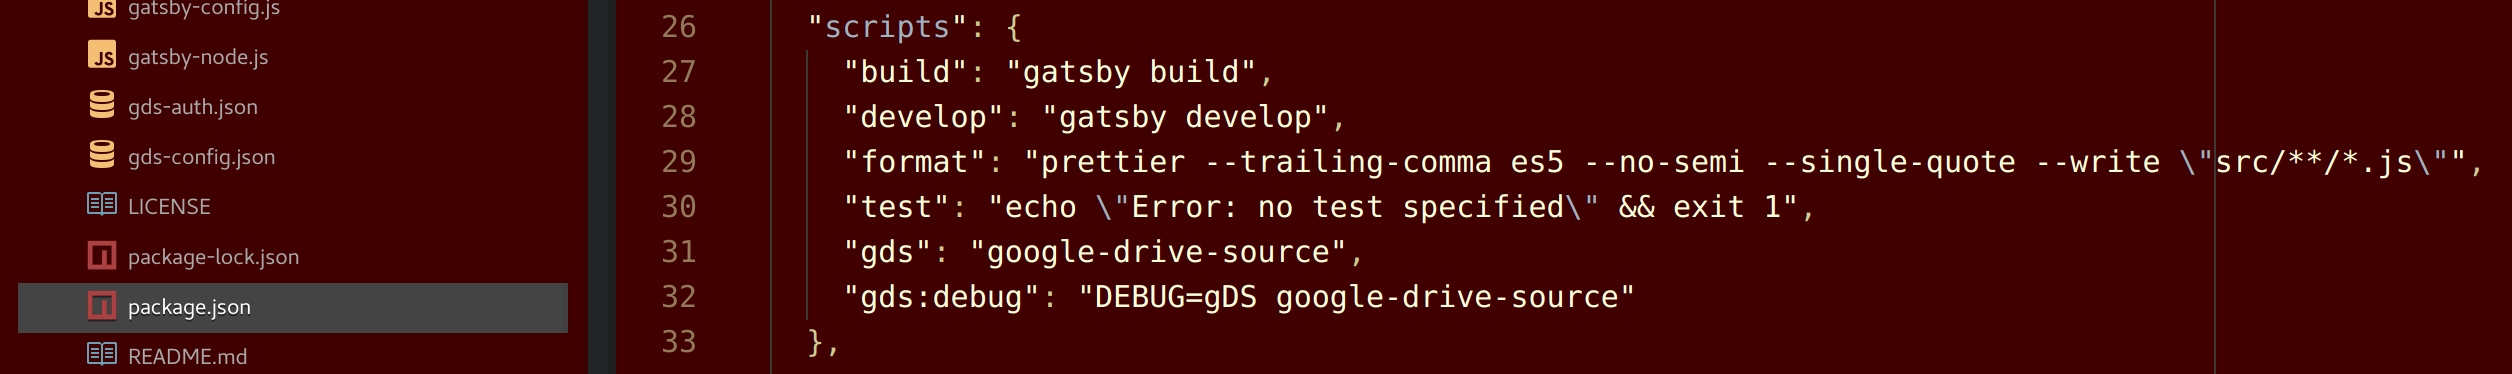 gatsby-config.js
gatsby-node.js
gds-auth.json
gds-config.json
LICENSE
package-lock.json
package.json
README.md
26 "scripts": {
27 "build": "gatsby build",
28 "develop": "gatsby develop",
29 "format": "prettier --trailing-comma es5 --no-semi --single-quote --write \"src/**/*.js\"",
30 "test": "echo \"Error: no test specified\" && exit 1",
31 "gds": "google-drive-source",
32 "gds:debug": "DEBUG=gDS google-drive-source"
33 },